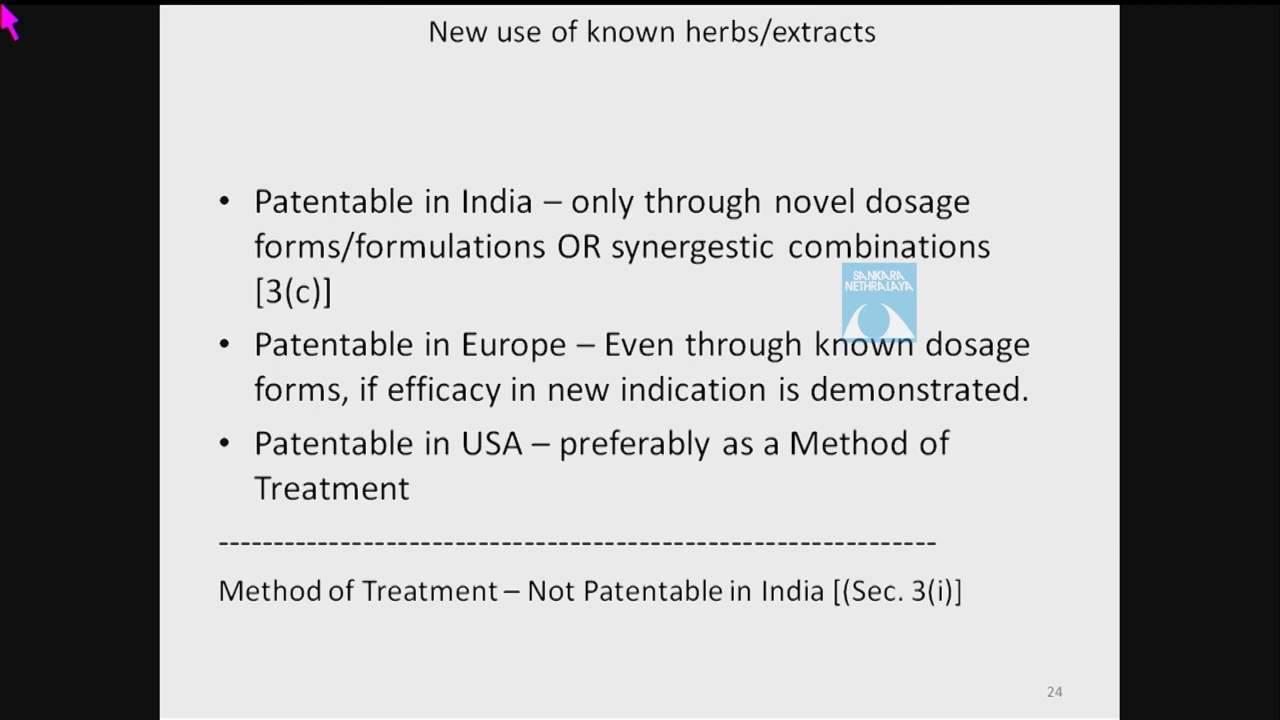 New use of known herbs/extracts
• Patentable in India – only through novel dosage
forms/formulations OR synergestic combinations
[3(c)]
SANKARA
NETHRALAYA
• Patentable in Europe – Even through known dosage
forms, if efficacy in new indication is demonstrated.
• Patentable in USA – preferably as a Method of
Treatment
-----------------------------------------------------------------
Method of Treatment – Not Patentable in India [(Sec. 3(i)]
24